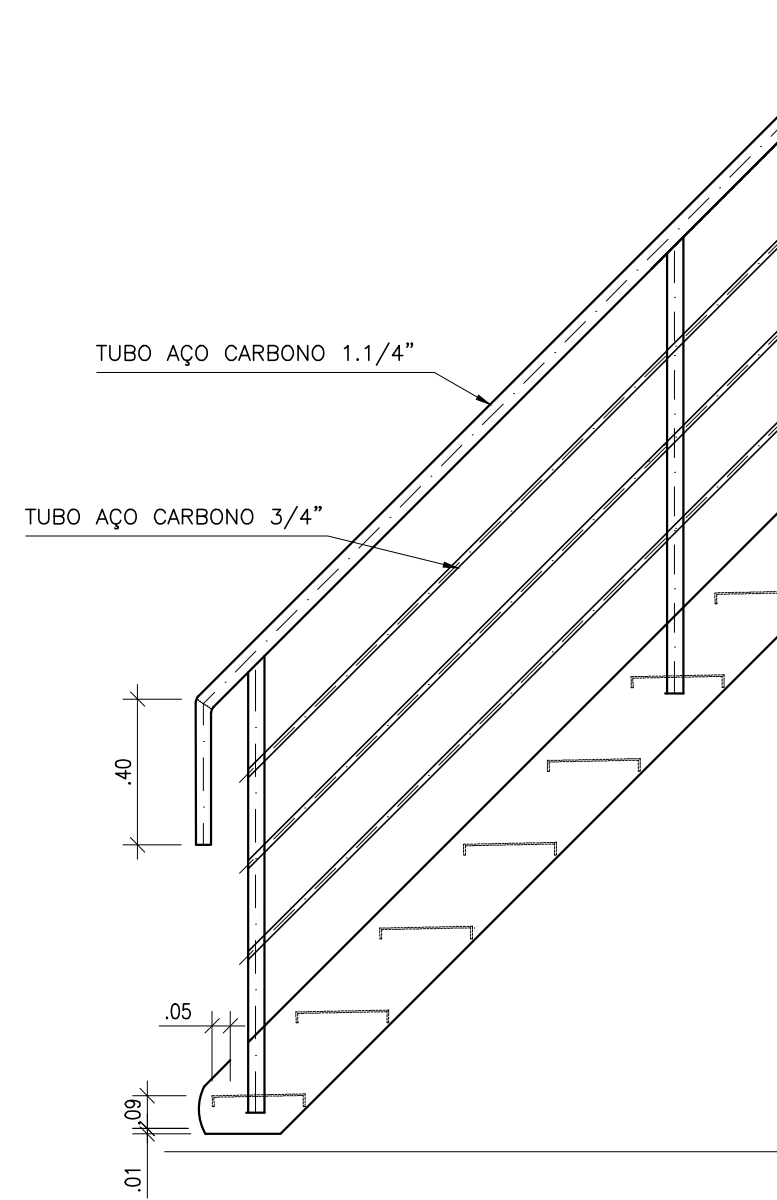 TUBO AÇO CARBONO 1.1/4”
TUBO AÇO CARBONO 3/4”
.40
.05
.09
.01